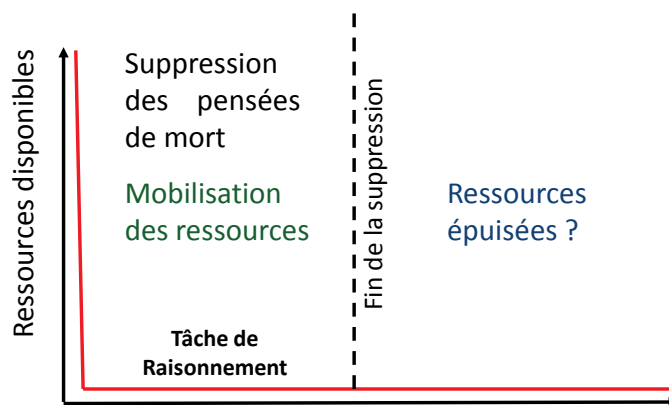 Ressources disponibles
Suppression
des pensées
de mort
Mobilisation
des ressources
Tâche de
Raisonnement
Fin de la suppression
Ressources
épuisées ?